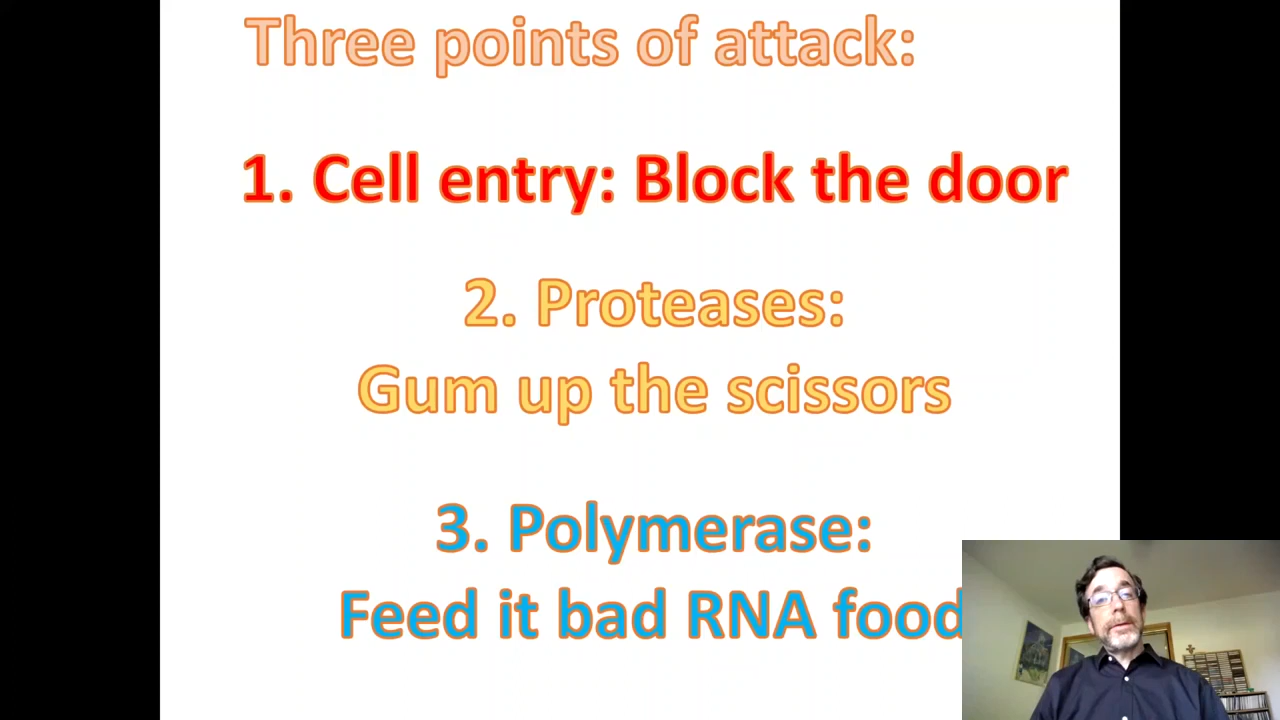 Three points of attack:
1. Cell entry: Block the door
2. Proteases:
Gum up the scissors
3. Polymerase:
Feed it bad RNA food